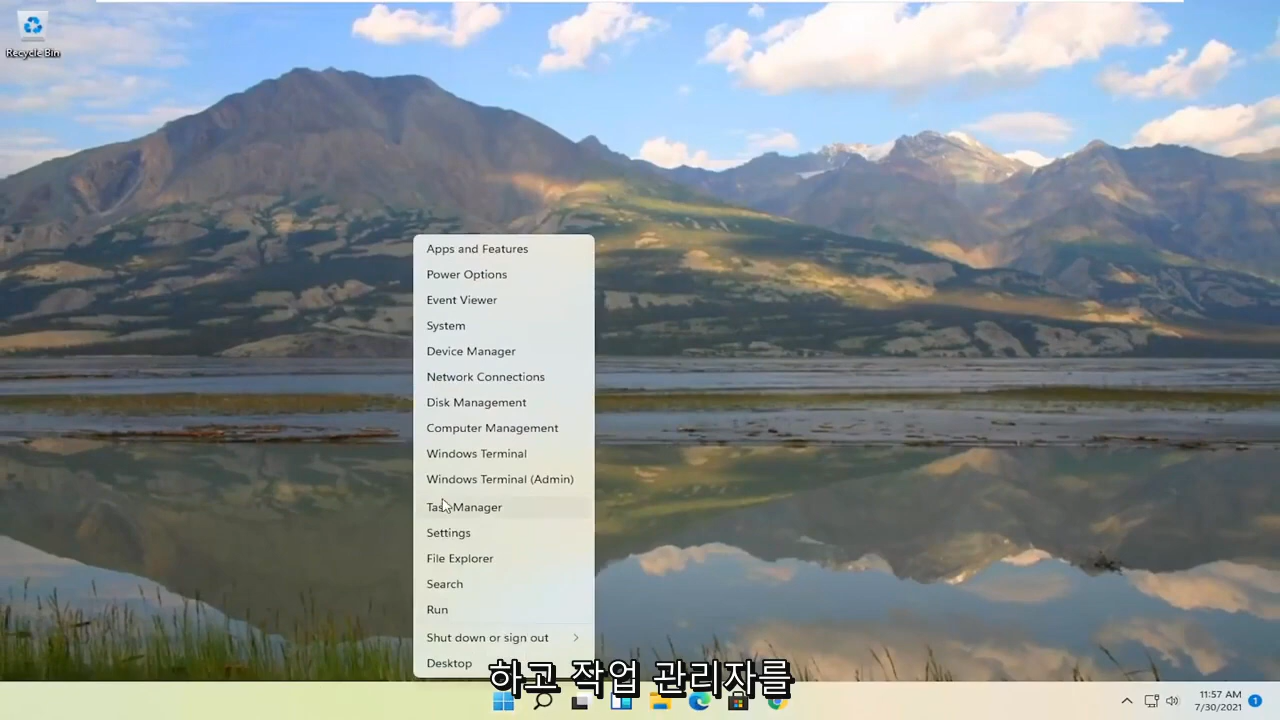 Recycle Bin
Apps and Features
Power Options
Event Viewer
System
Device Manager
Network Connections
Disk Management
Computer Management
Windows Terminal
Windows Terminal (Admin)
Task Manager
Settings
File Explorer
Search
Run
Shut down or sign out
Desktop
하고 작업 관리자를
11:57 AM
7/30/2021
1